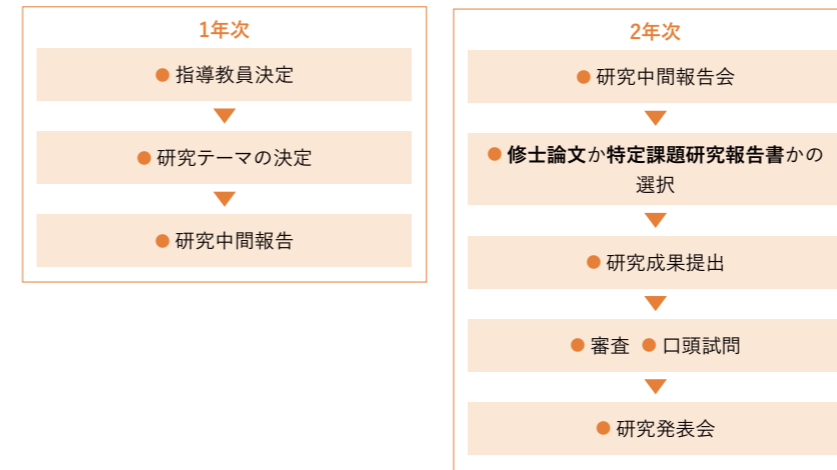 1年次
● 指導教員決定
● 研究テーマの決定
● 研究中間報告
2年次
● 研究中間報告会
● 修士論文か特定課題研究報告書かの
選択
● 研究成果提出
● 審査 ● 口頭試問
● 研究発表会